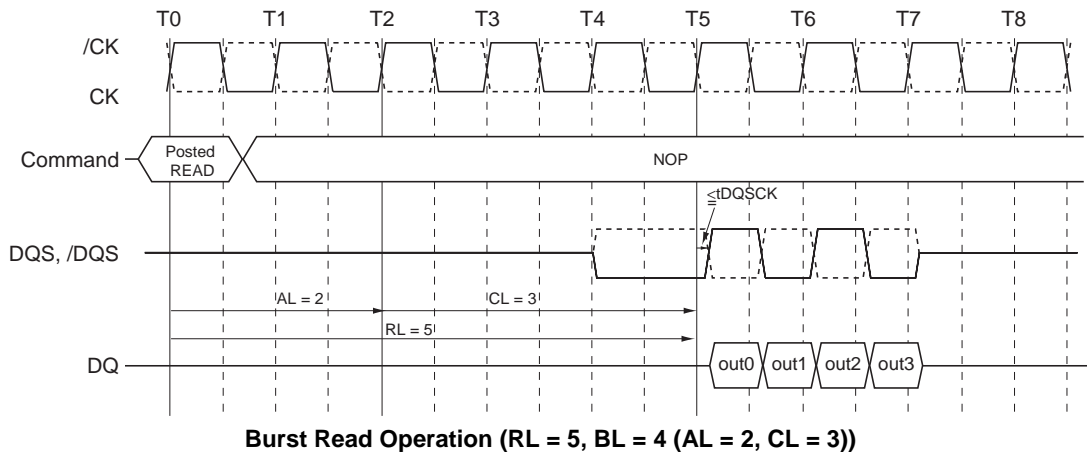 T0 T1 T2 T3 T4 T5 T6 T7 T8
/CK
CK
Command
Posted
READ
NOP
≤tDQSCK
DQS, /DQS
AL = 2
CL = 3
RL = 5
DQ
out0 out1 out2 out3
Burst Read Operation (RL = 5, BL = 4 (AL = 2, CL = 3))